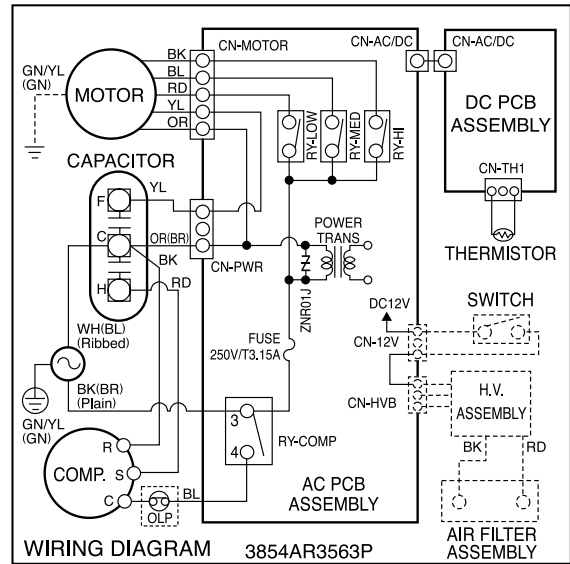 CN-MOTOR
CN-AC/DC
CN-AC/DC
GN/YL
(GN)
BK
BL
RD
YL
OR
MOTOR
DC PCB
ASSEMBLY
RY-LOW
RY-MED
RY-HI
CAPACITOR
CN-TH1
F
YL
THERMISTOR
C
OR(BR)
POWER
TRANS
BK
CN-PWR
H
RD
ZNR01J
DC12V
SWITCH
WH(BL)
(Ribbed)
FUSE
250V/T3.15A
CN-12V
BK(BR)
(Plain)
CN-HVB
H.V.
ASSEMBLY
GN/YL
(GN)
3
4
RY-COMP
BK
RD
R
S
C
COMP.
BL
OLP
AC PCB
ASSEMBLY
AIR FILTER
ASSEMBLY
WIRING DIAGRAM
3854AR3563P